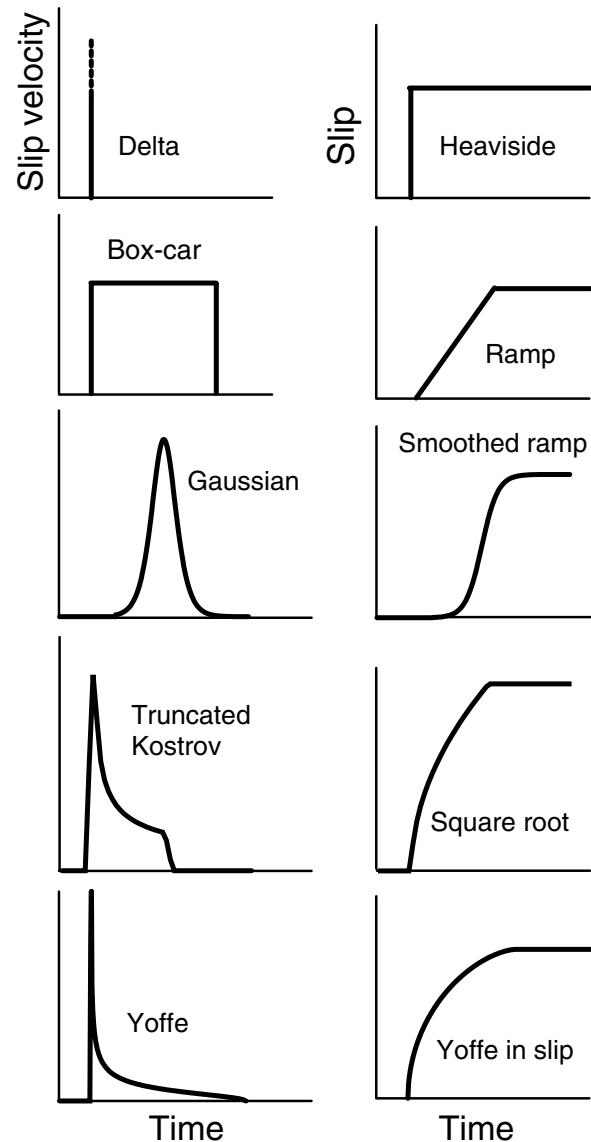 Slip velocity
Delta
Slip
Heaviside
Box-car
Ramp
Gaussian
Smoothed ramp
Truncated
Kostrov
Square root
Yoffe
Yoffe in slip
Time
Time